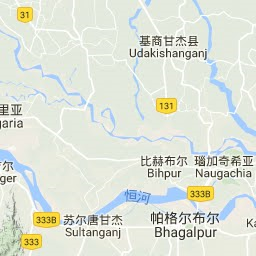 31
基商甘杰县
Udakishanganj
131
里亚
garia
比赫布尔
Bihpur
瑙加奇希亚
Naugachia
尔
ger
恒河
333B
333B
苏尔唐甘杰
Sultanganj
帕格尔布尔
Bhagalpur
Ka
333